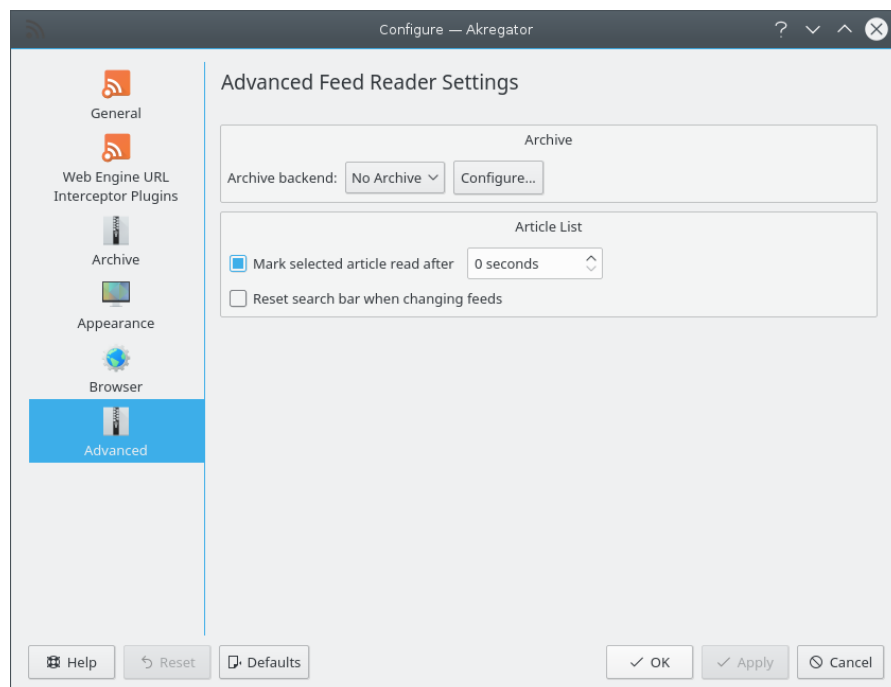 Configure — Akregator
General
Web Engine URL
Interceptor Plugins
Archive
Appearance
Browser
Advanced
Advanced Feed Reader Settings
Archive
Archive backend: No Archive Configure...
Article List
Mark selected article read after 0 seconds
Reset search bar when changing feeds
Help Reset Defaults OK Apply Cancel